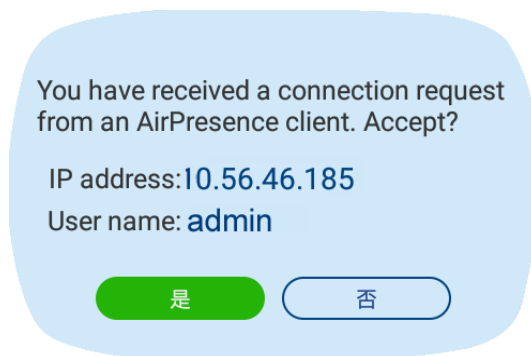 You have received a connection request
from an AirPresence client. Accept?
IP address:10.56.46.185
User name: admin
是 否